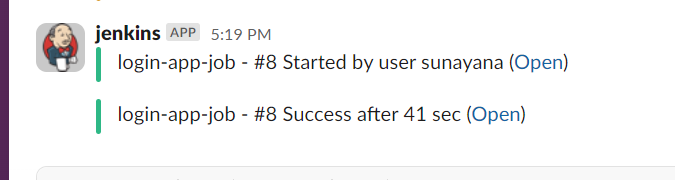 jenkins APP 5:19 PM
login-app-job - #8 Started by user sunayana (Open)
login-app-job - #8 Success after 41 sec (Open)